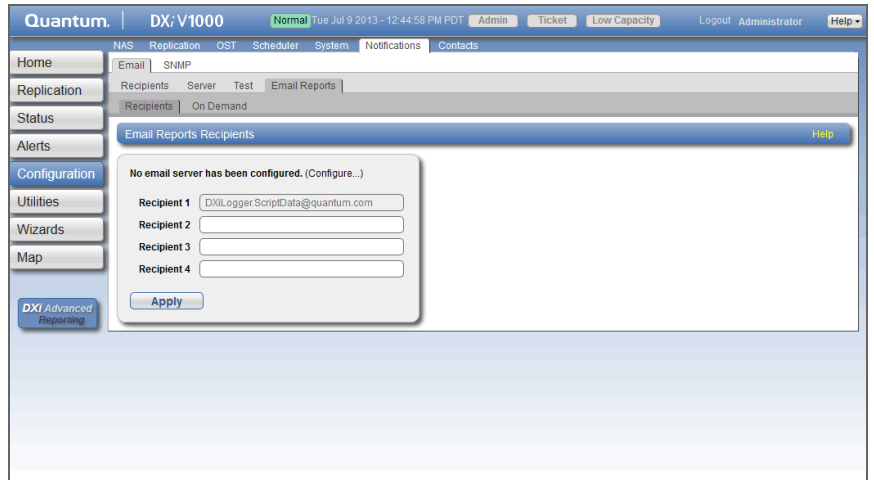 Quantum. DXi V1000 Normal Tue Jul 9 2013 - 12:44:58 PM PDT Admin Ticket Low Capacity Logout Administrator Help
NAS Replication OST Scheduler System Notifications Contacts
Home
Replication
Status
Alerts
Configuration
Utilities
Wizards
Map
DXi Advanced
Reporting
Email SNMP
Recipients Server Test Email Reports
Recipients On Demand
Email Reports Recipients Help
No email server has been configured. (Configure...)
Recipient 1 DXiLogger.ScriptData@quantum.com
Recipient 2
Recipient 3
Recipient 4
Apply